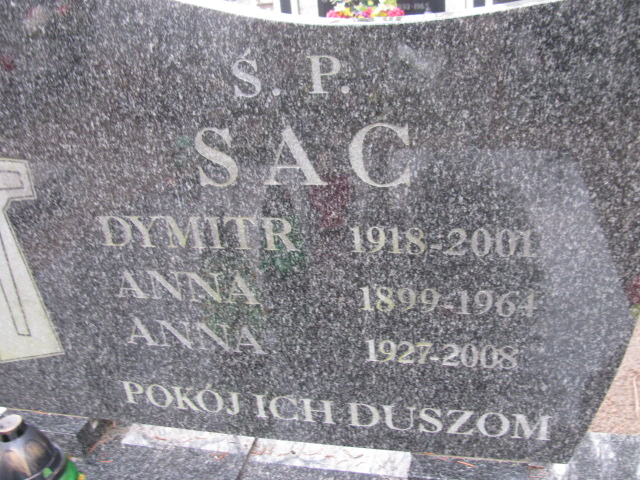 Ś. P.
SAC
DYMITR 1918-2001
ANNA 1899-1964
ANNA 1927-2008
POKÓJ ICH DUSZOM